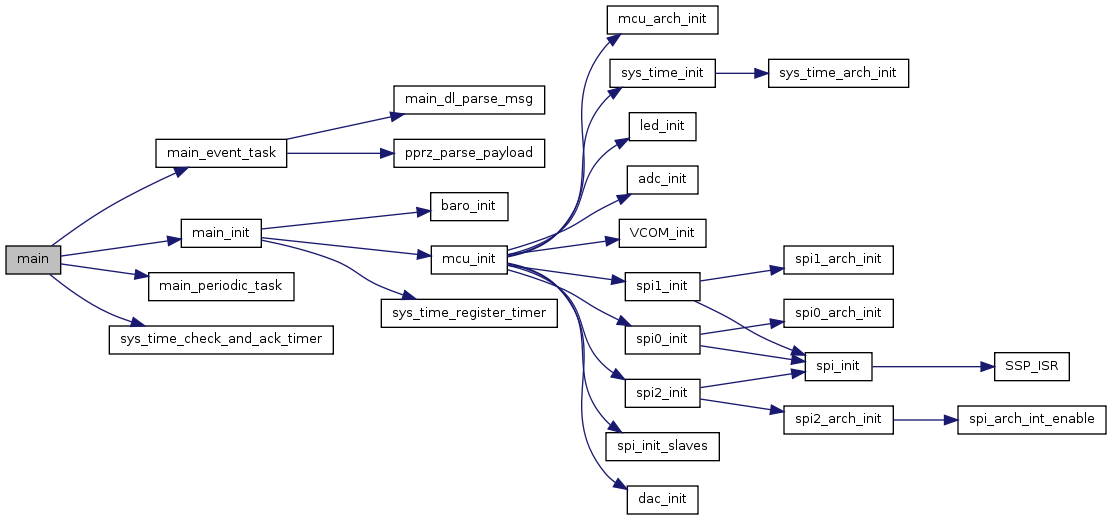 main
main_event_task
main_dl_parse_msg
pprz_parse_payload
main_init
baro_init
mcu_init
mcu_arch_init
sys_time_init
sys_time_arch_init
led_init
adc_init
VCOM_init
spi1_init
spi1_arch_init
spi0_init
spi0_arch_init
spi_init
SSP_ISR
spi2_init
spi2_arch_init
spi_arch_int_enable
spi_init_slaves
dac_init
sys_time_register_timer
main_periodic_task
sys_time_check_and_ack_timer